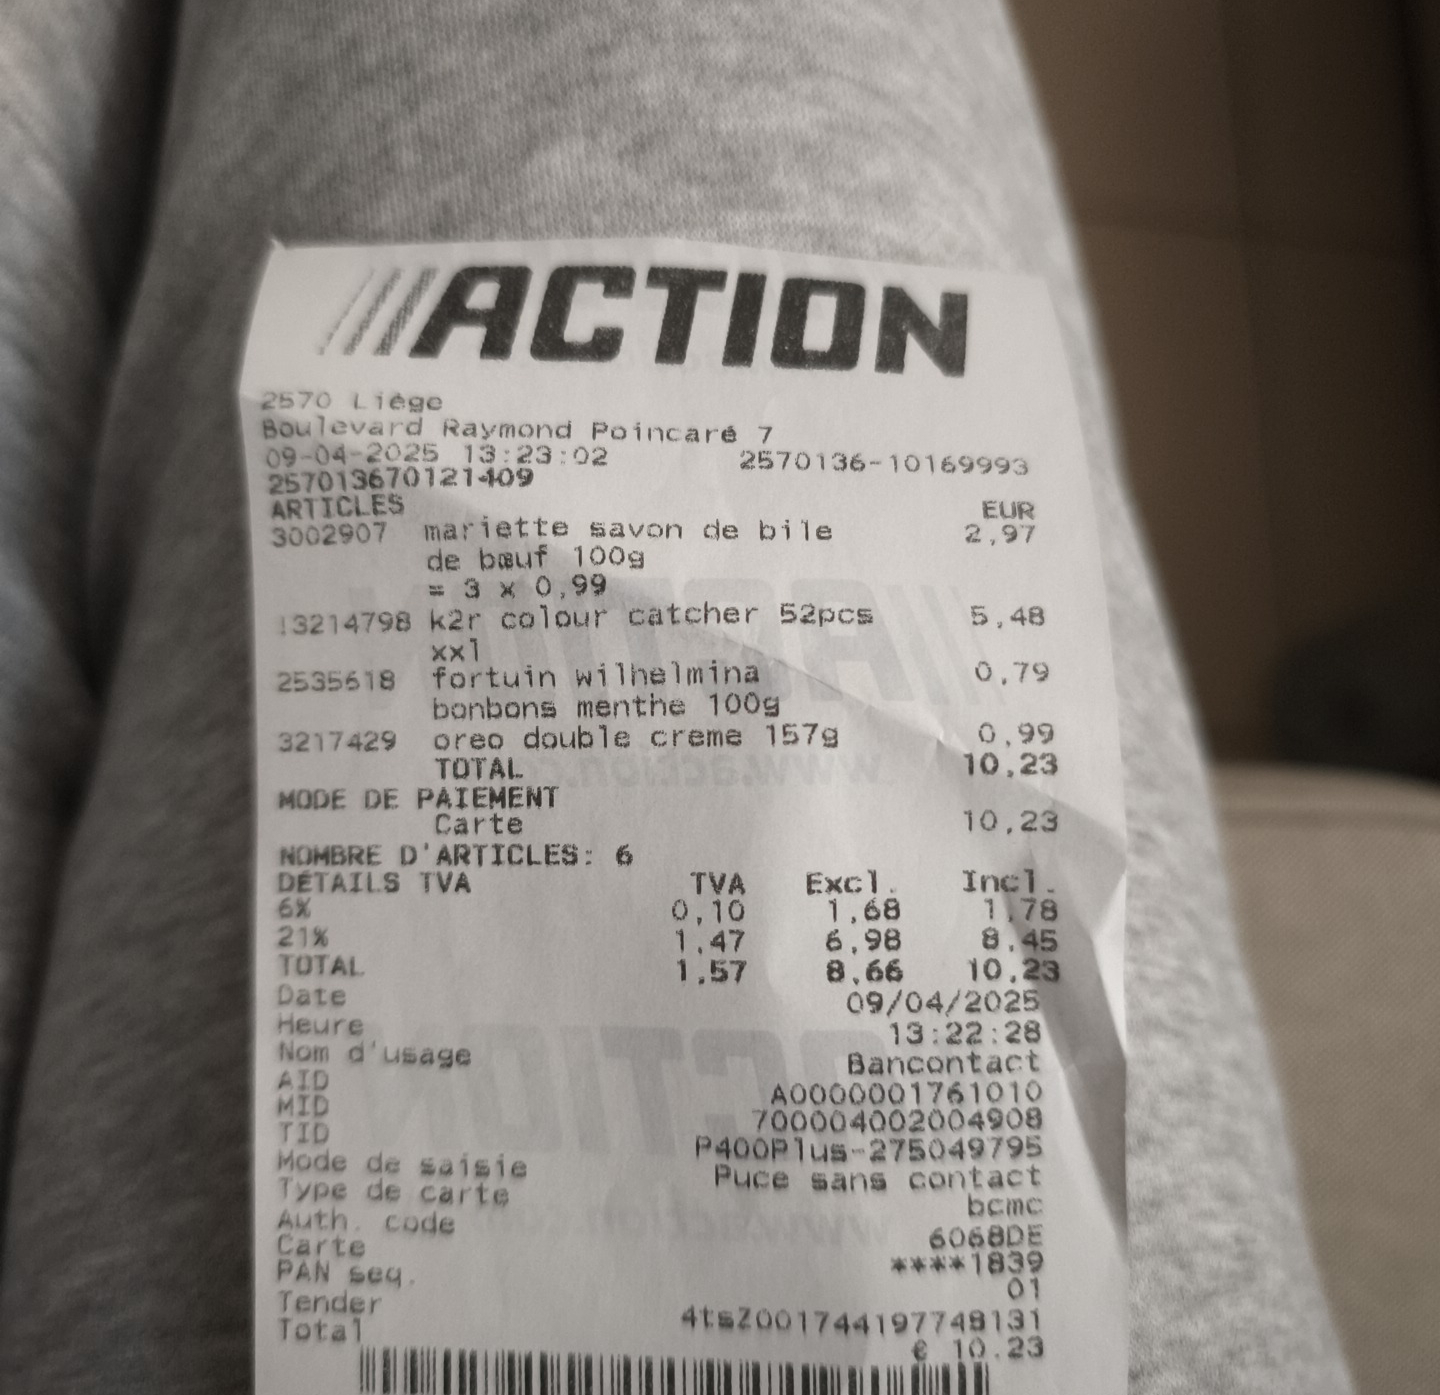 ///ACTION
2570 Liége
Boulevard Raymond Poincaré 7
09-04-2025 13:23:02 2570136-10169993
257013670121409
ARTICLES EUR
3002907 mariette savon de bile 2,97
de bœuf 100g
= 3 x 0,99
!3214798 k2r colour catcher 52pcs 5,48
xxl
2535618 fortuin wilhelmina 0,79
bonbons menthe 100g
3217429 oreo double creme 157g 0,99
TOTAL 10,23
MODE DE PAIEMENT
Carte 10,23
NOMBRE D'ARTICLES: 6
DÉTAILS TVA TVA Excl. Incl.
6% 0,10 1,68 1,78
21% 1,47 6,98 8,45
TOTAL 1,57 8,66 10,23
Date 09/04/2025
Heure 13:22:28
Nom d'usage Bancontact
AID A0000001761010
MID 700004002004908
TID P400Plus-275049795
Mode de saisie Puce sans contact
Type de carte bcmc
Auth. code 6068DE
Carte ****1839
PAN seq. 01
Tender 4tsZ001744197748131
Total € 10.23